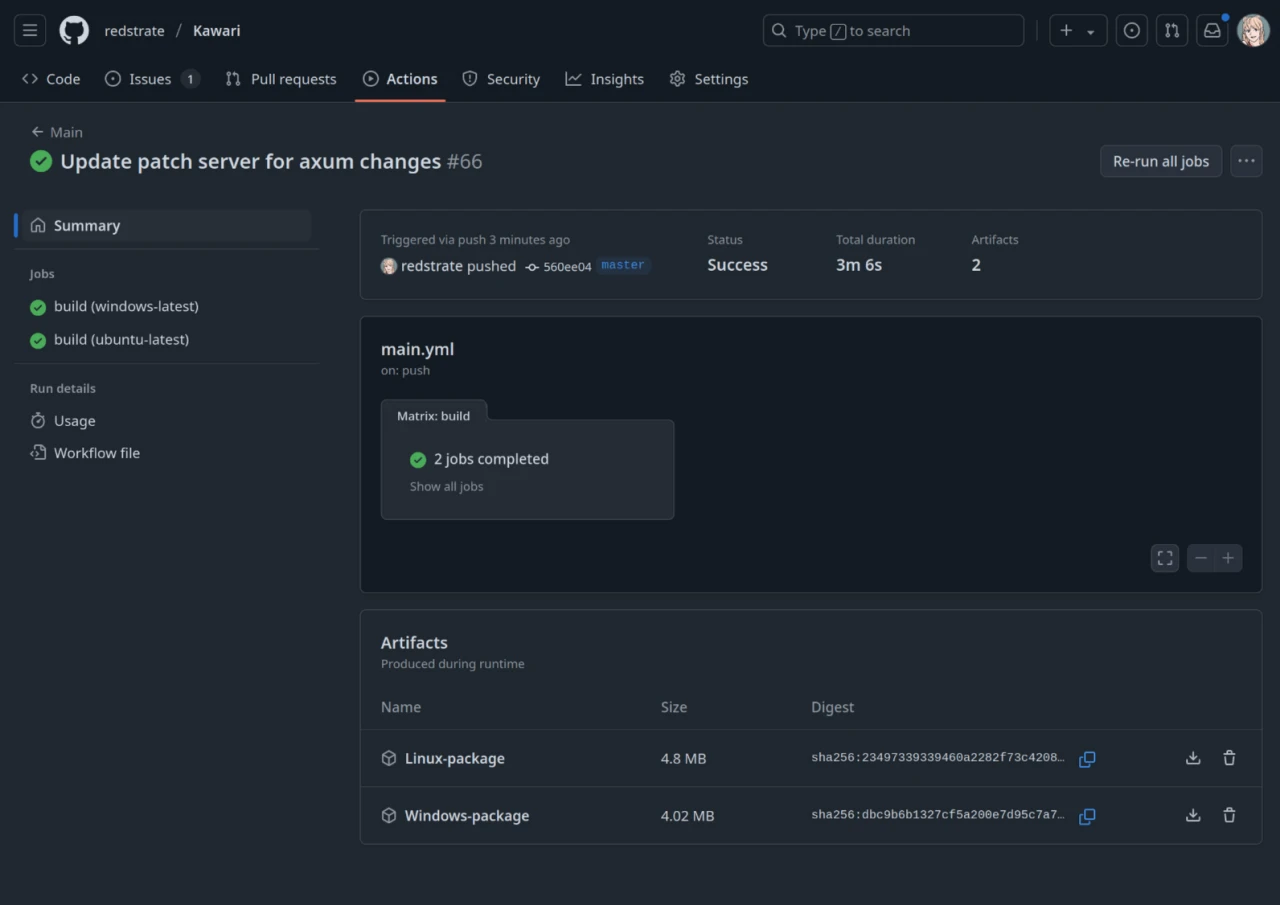 redstrate / Kawari
Type / to search
Code
Issues 1
Pull requests
Actions
Security
Insights
Settings
Main
Update patch server for axum changes #66
Re-run all jobs
Summary
Jobs
build (windows-latest)
build (ubuntu-latest)
Run details
Usage
Workflow file
Triggered via push 3 minutes ago
redstrate pushed 560ee04 master
Status
Success
Total duration
3m 6s
Artifacts
2
main.yml
on: push
Matrix: build
2 jobs completed
Show all jobs
Artifacts
Produced during runtime
Name Size Digest
Linux-package 4.8 MB sha256:23497339339460a2282f73c4208…
Windows-package 4.02 MB sha256:dbc9b6b1327cf5a200e7d95c7a7…